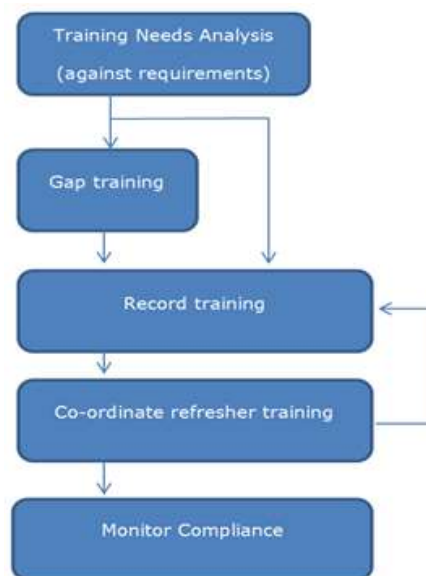 Training Needs Analysis
(against requirements)
Gap training
Record training
Co-ordinate refresher training
Monitor Compliance